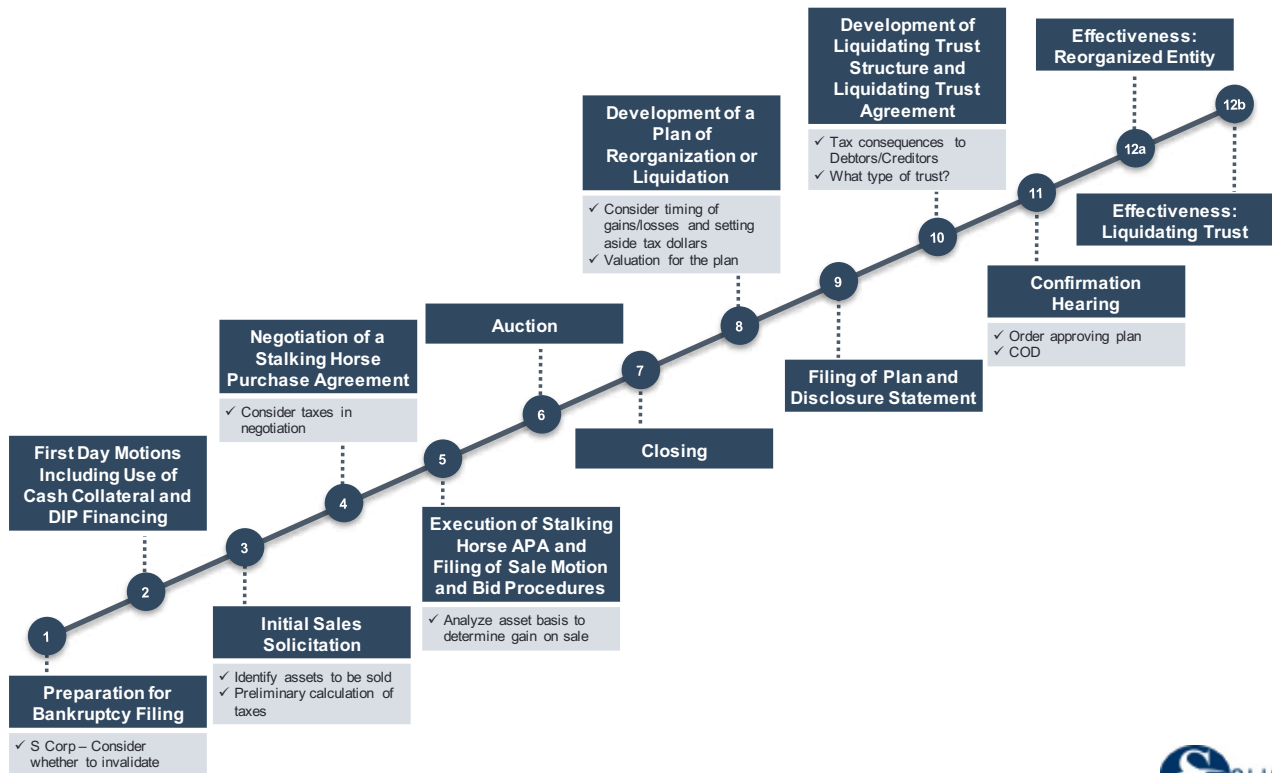 Preparation for
Bankruptcy Filing
✓ S Corp – Consider
whether to invalidate
1
First Day Motions
Including Use of
Cash Collateral and
DIP Financing
2
3
Initial Sales
Solicitation
✓ Identify assets to be sold
✓ Preliminary calculation of
taxes
Negotiation of a
Stalking Horse
Purchase Agreement
✓ Consider taxes in
negotiation
4
5
Execution of Stalking
Horse APA and
Filing of Sale Motion
and Bid Procedures
✓ Analyze asset basis to
determine gain on sale
Auction
6
7
Closing
Development of a
Plan of
Reorganization or
Liquidation
✓ Consider timing of
gains/losses and setting
aside tax dollars
✓ Valuation for the plan
8
9
Filing of Plan and
Disclosure Statement
Development of
Liquidating Trust
Structure and
Liquidating Trust
Agreement
✓ Tax consequences to
Debtors/Creditors
✓ What type of trust?
10
11
Confirmation
Hearing
✓ Order approving plan
✓ COD
Effectiveness:
Reorganized Entity
12a
12b
Effectiveness:
Liquidating Trust